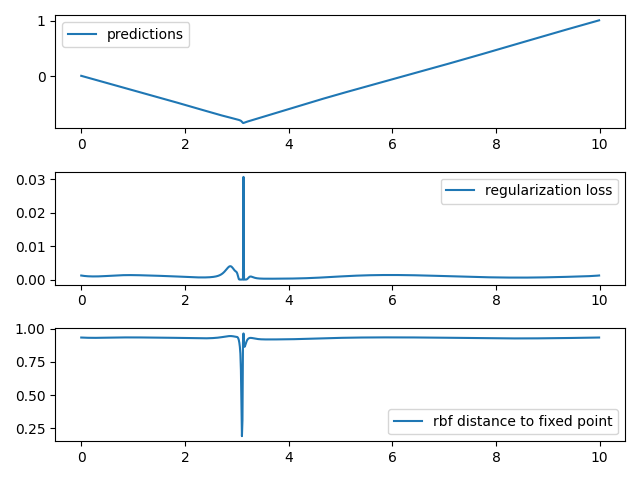 1
0
predictions
0 2 4 6 8 10
0.03
0.02
0.01
0.00
regularization loss
0 2 4 6 8 10
1.00
0.75
0.50
0.25
rbf distance to fixed point
0 2 4 6 8 10